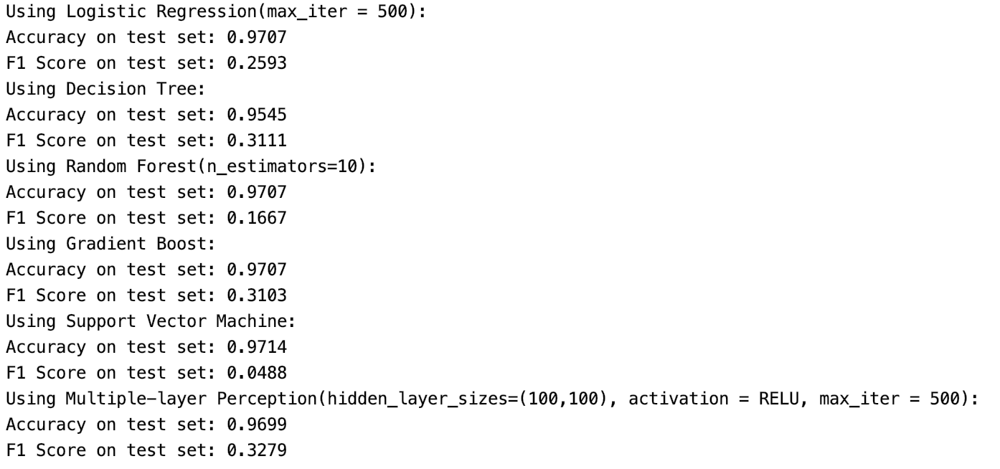 Using Logistic Regression(max_iter = 500):
Accuracy on test set: 0.9707
F1 Score on test set: 0.2593
Using Decision Tree:
Accuracy on test set: 0.9545
F1 Score on test set: 0.3111
Using Random Forest(n_estimators=10):
Accuracy on test set: 0.9707
F1 Score on test set: 0.1667
Using Gradient Boost:
Accuracy on test set: 0.9707
F1 Score on test set: 0.3103
Using Support Vector Machine:
Accuracy on test set: 0.9714
F1 Score on test set: 0.0488
Using Multiple-layer Perception(hidden_layer_sizes=(100,100), activation = RELU, max_iter = 500):
Accuracy on test set: 0.9699
F1 Score on test set: 0.3279